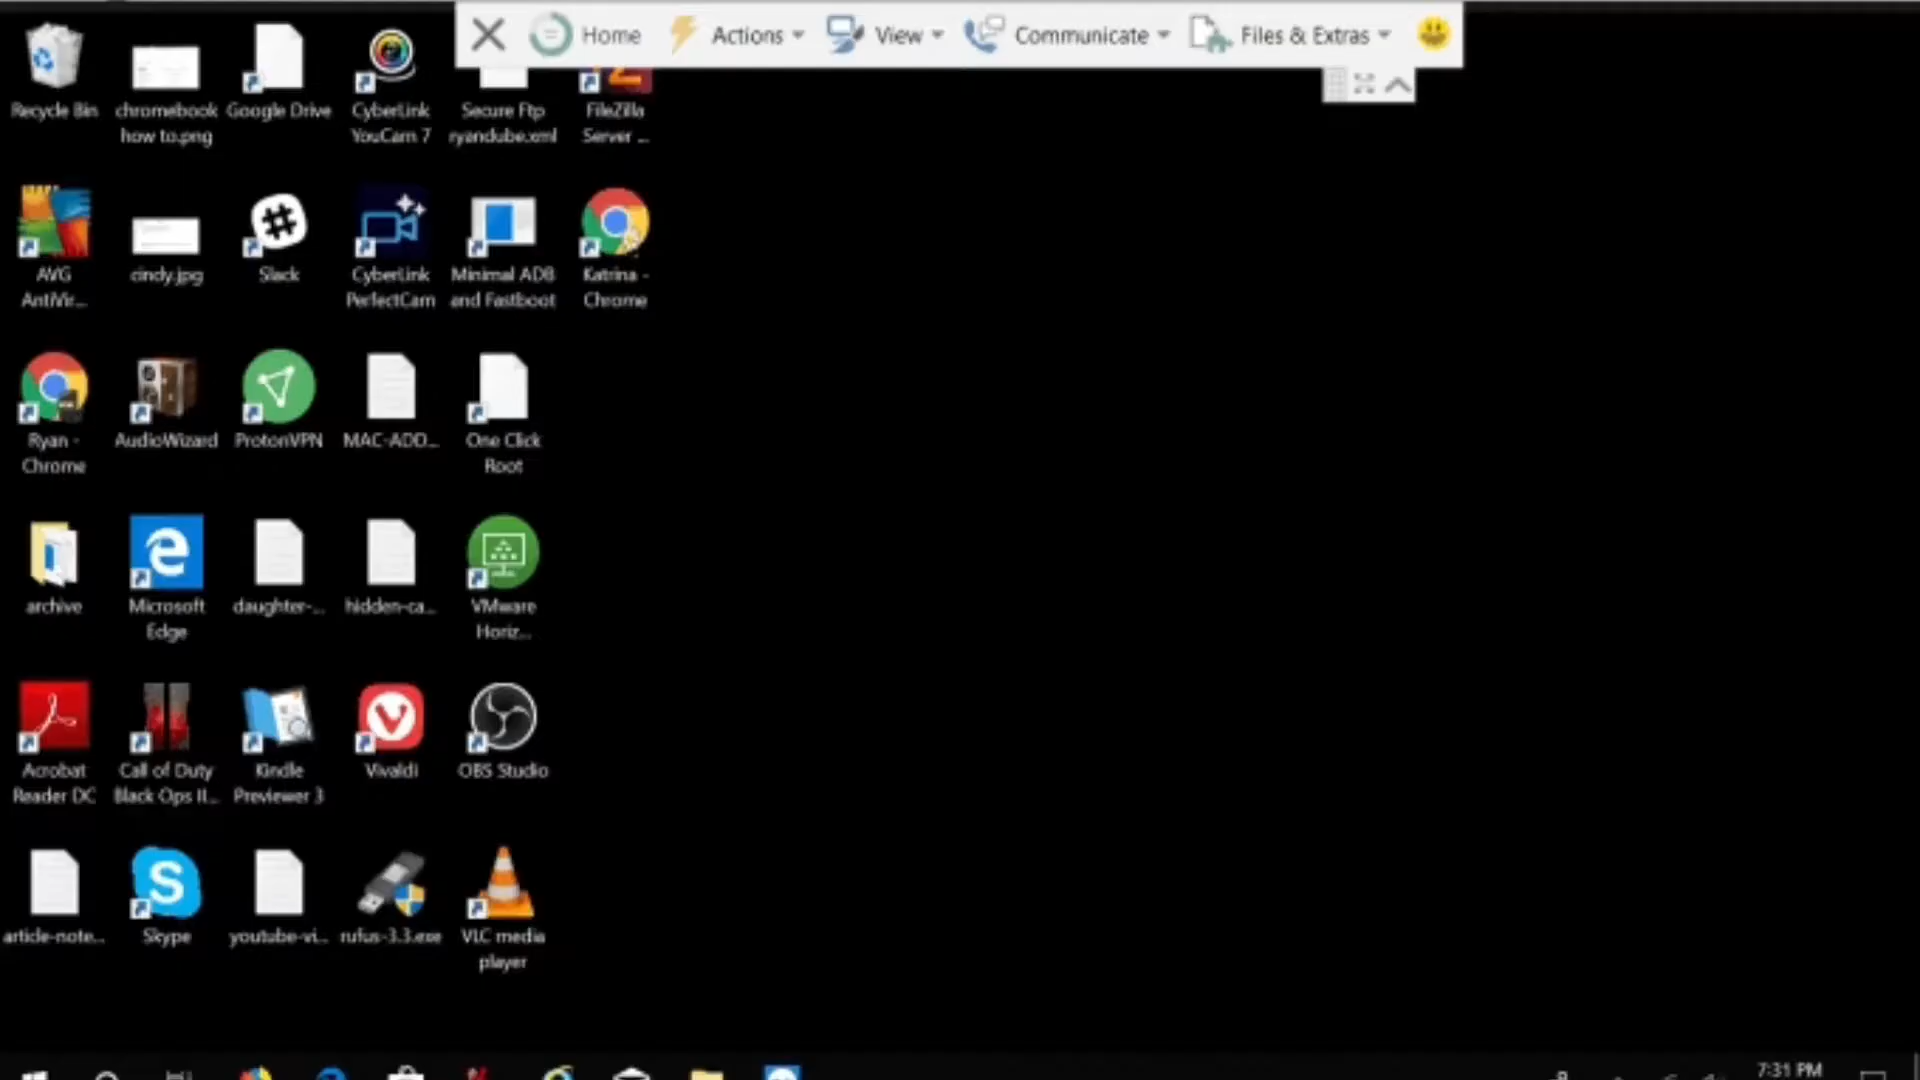 Home Actions View Communicate Files & Extras
Recycle Bin
chromebook
how to.png
Google Drive
CyberLink
YouCam 7
Secure Ftp
ryandube.xml
FileZilla
Server ...
AVG
AntiVir...
cindy.jpg
Slack
CyberLink
PerfectCam
Minimal ADB
and Fastboot
Katrina -
Chrome
Ryan -
Chrome
AudioWizard
ProtonVPN
MAC-ADD...
One Click
Root
archive
Microsoft
Edge
daughter-...
hidden-ca...
VMware
Horiz...
Acrobat
Reader DC
Call of Duty
Black Ops II...
Kindle
Previewer 3
Vivaldi
OBS Studio
article-note...
Skype
youtube-vi...
rufus-3.3.exe
VLC media
player
7:31 PM